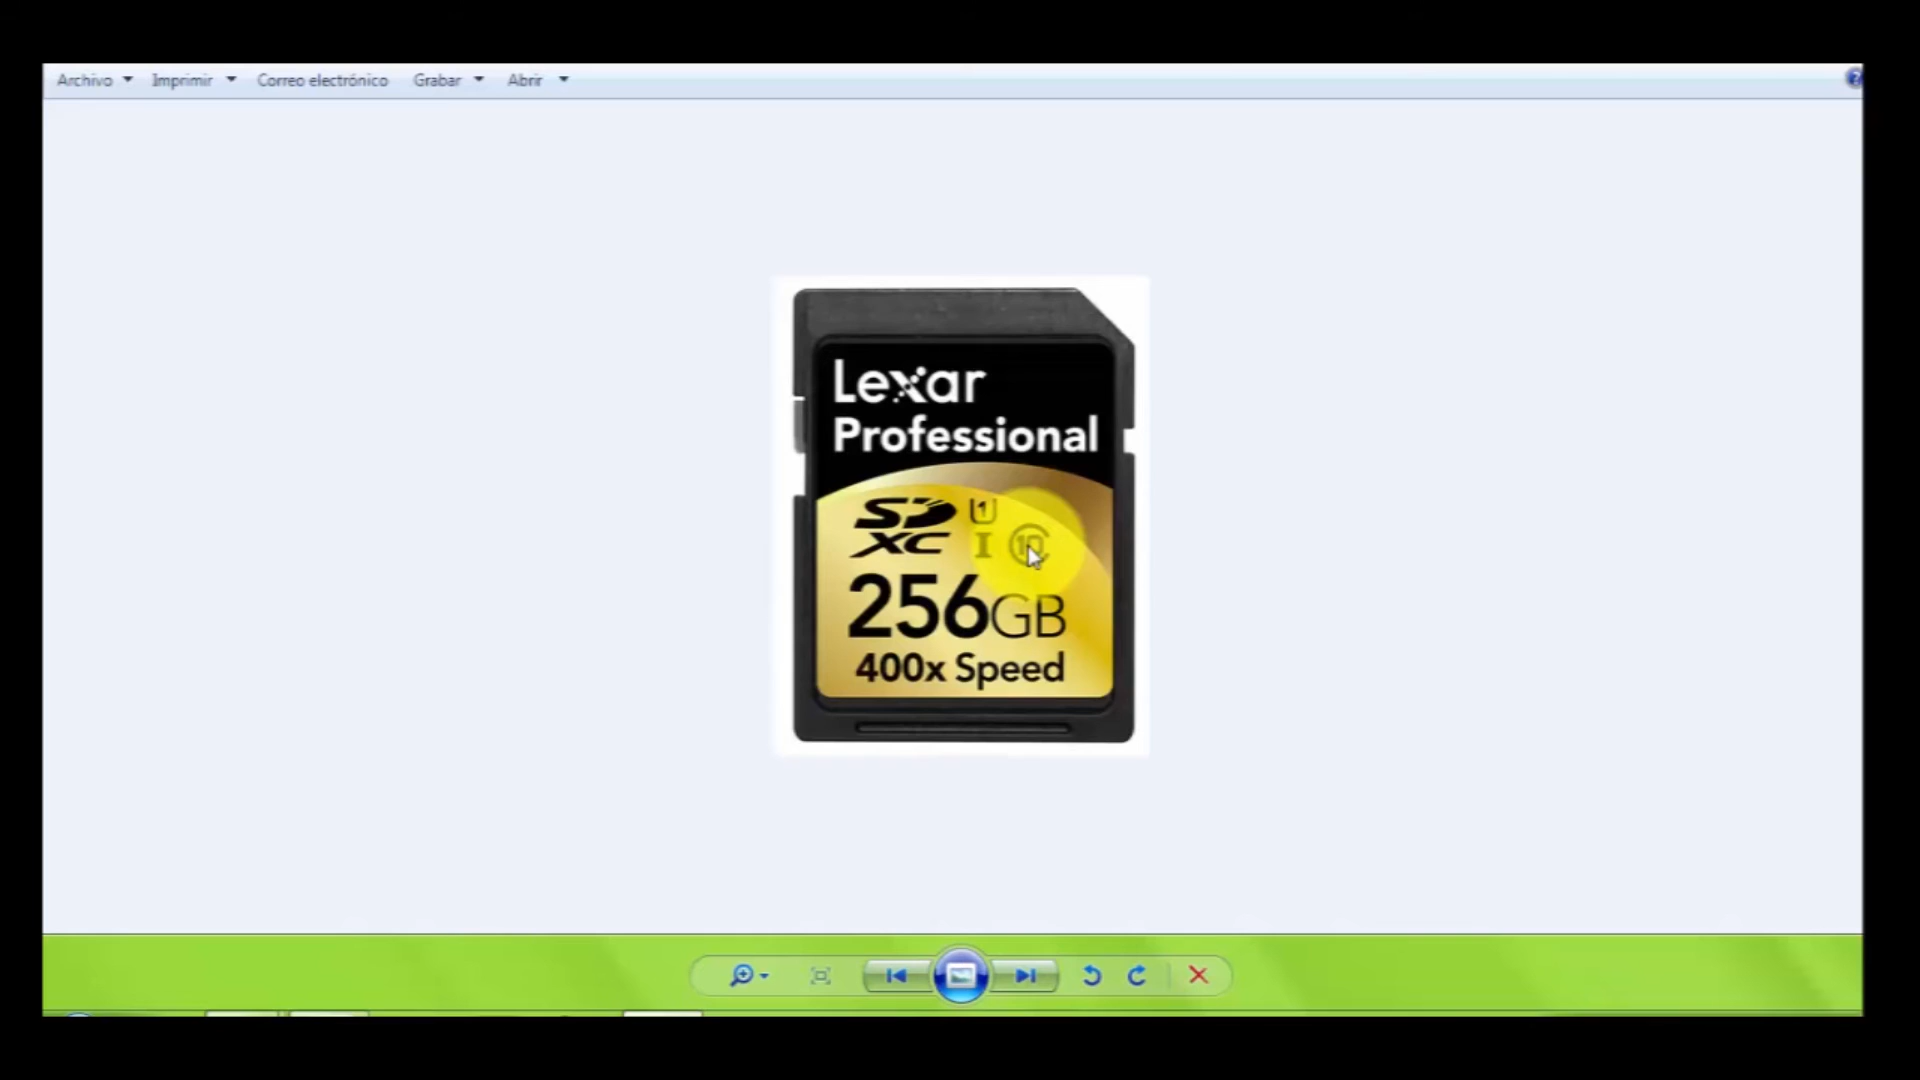 Archivo Imprimir Correo electrónico Grabar Abrir
Lexar
Professional
SD XC 1 I 10
256GB
400x Speed